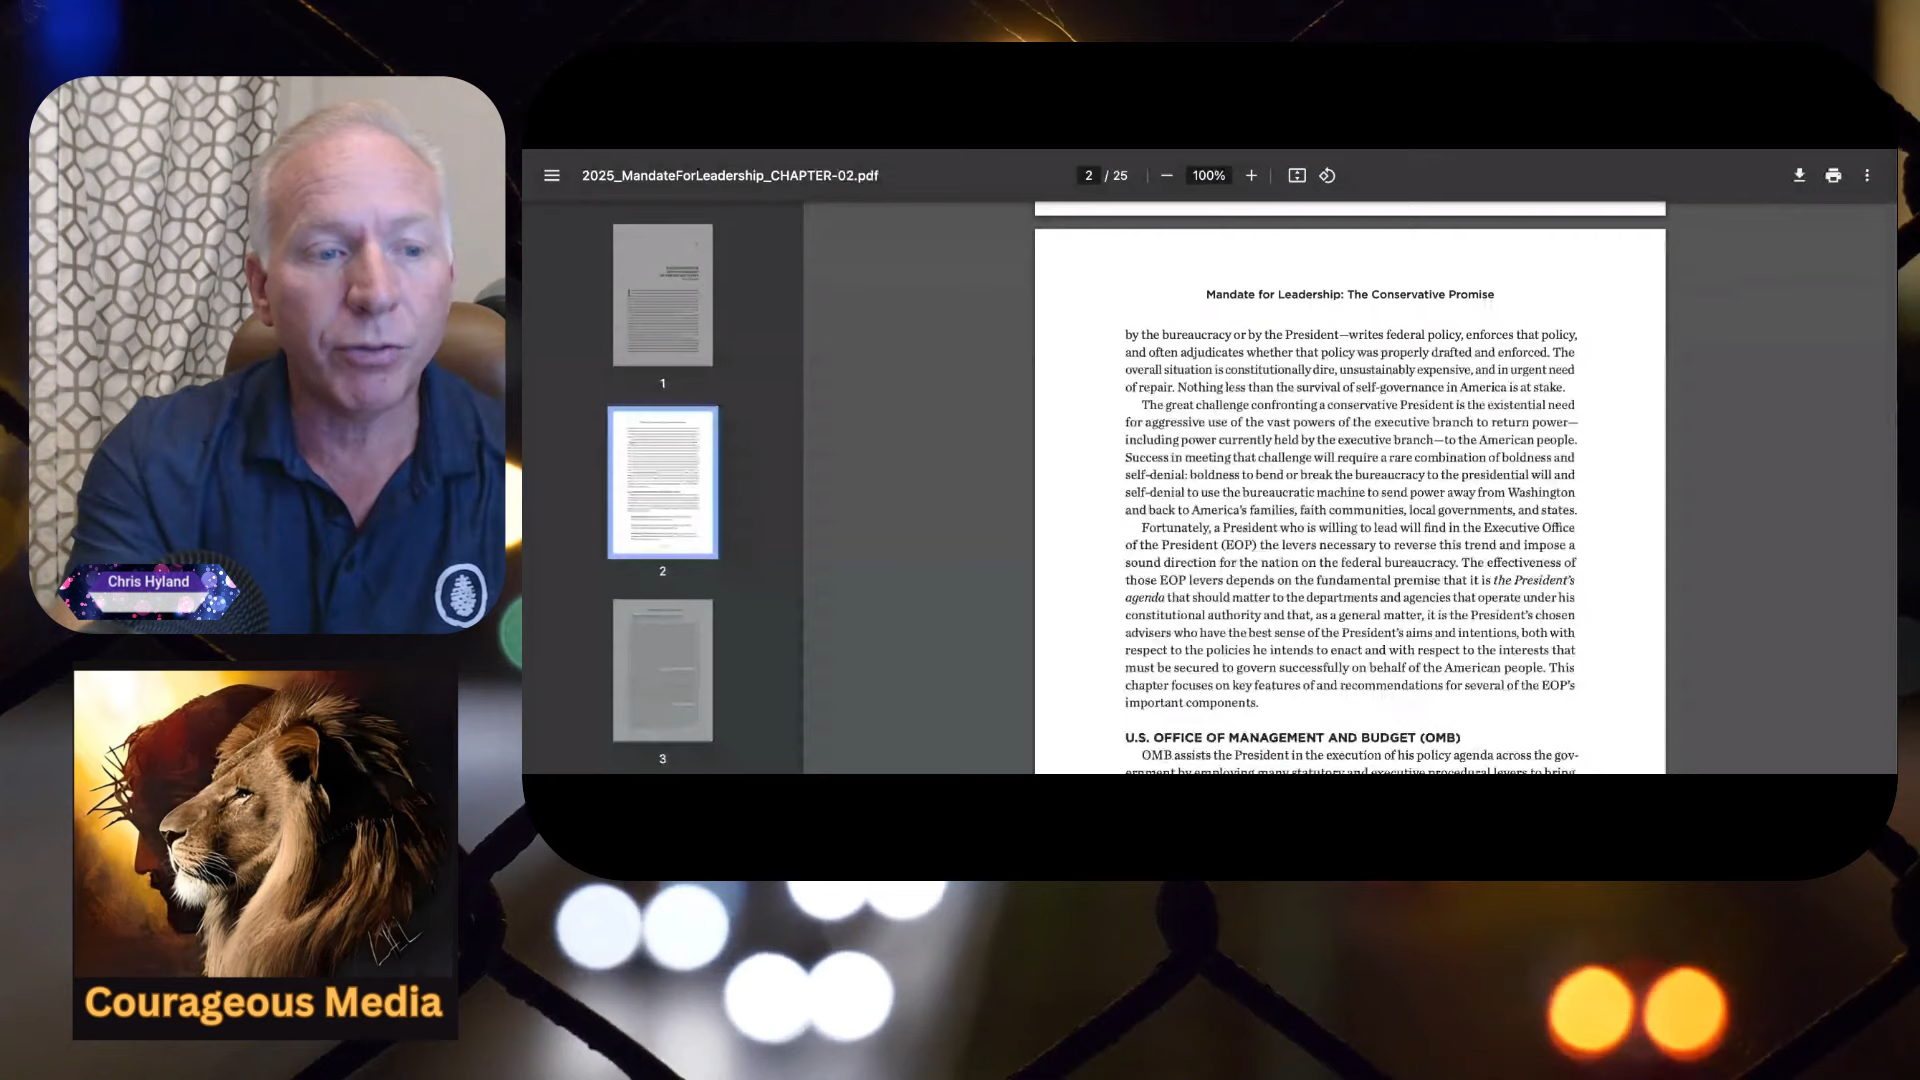 2025_MandateForLeadership_CHAPTER-02.pdf
2 / 25
100%
1
2
3
Mandate for Leadership: The Conservative Promise
by the bureaucracy or by the President—writes federal policy, enforces that policy,
and often adjudicates whether that policy was properly drafted and enforced. The
overall situation is constitutionally dire, unsustainably expensive, and in urgent need
of repair. Nothing less than the survival of self-governance in America is at stake.
The great challenge confronting a conservative President is the existential need
for aggressive use of the vast powers of the executive branch to return power—
including power currently held by the executive branch—to the American people.
Success in meeting that challenge will require a rare combination of boldness and
self-denial: boldness to bend or break the bureaucracy to the presidential will and
self-denial to use the bureaucratic machine to send power away from Washington
and back to America's families, faith communities, local governments, and states.
Fortunately, a President who is willing to lead will find in the Executive Office
of the President (EOP) the levers necessary to reverse this trend and impose a
sound direction for the nation on the federal bureaucracy. The effectiveness of
those EOP levers depends on the fundamental premise that it is the President's
agenda that should matter to the departments and agencies that operate under his
constitutional authority and that, as a general matter, it is the President's chosen
advisers who have the best sense of the President's aims and intentions, both with
respect to the policies he intends to enact and with respect to the interests that
must be secured to govern successfully on behalf of the American people. This
chapter focuses on key features of and recommendations for several of the EOP's
important components.
U.S. OFFICE OF MANAGEMENT AND BUDGET (OMB)
OMB assists the President in the execution of his policy agenda across the gov-
ernment by employing many statutory and executive procedural levers to bring
Chris Hyland
Courageous Media